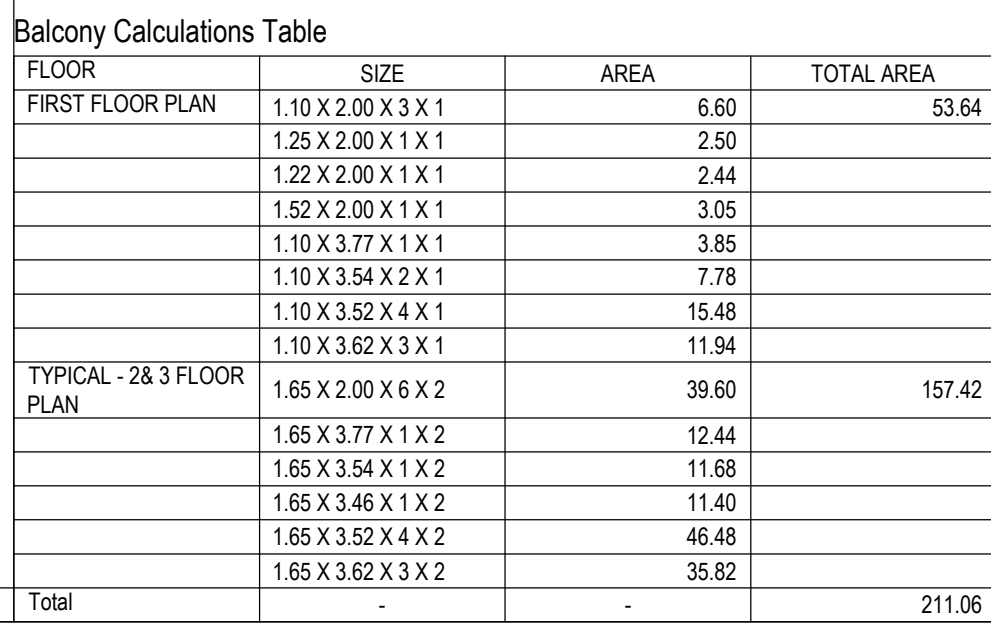 Balcony Calculations Table
FLOOR SIZE AREA TOTAL AREA
FIRST FLOOR PLAN 1.10 X 2.00 X 3 X 1 6.60 53.64
1.25 X 2.00 X 1 X 1 2.50
1.22 X 2.00 X 1 X 1 2.44
1.52 X 2.00 X 1 X 1 3.05
1.10 X 3.77 X 1 X 1 3.85
1.10 X 3.54 X 2 X 1 7.78
1.10 X 3.52 X 4 X 1 15.48
1.10 X 3.62 X 3 X 1 11.94
TYPICAL - 2& 3 FLOOR
PLAN 1.65 X 2.00 X 6 X 2 39.60 157.42
1.65 X 3.77 X 1 X 2 12.44
1.65 X 3.54 X 1 X 2 11.68
1.65 X 3.46 X 1 X 2 11.40
1.65 X 3.52 X 4 X 2 46.48
1.65 X 3.62 X 3 X 2 35.82
Total - - 211.06